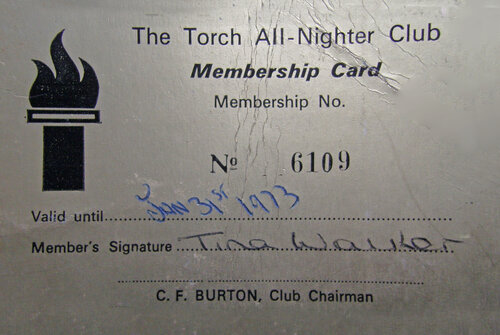 The Torch All-Nighter Club
Membership Card
Membership No.
No 6109
Valid until JAN 31st 1973
Member's Signature Tina Walker
C. F. BURTON, Club Chairman